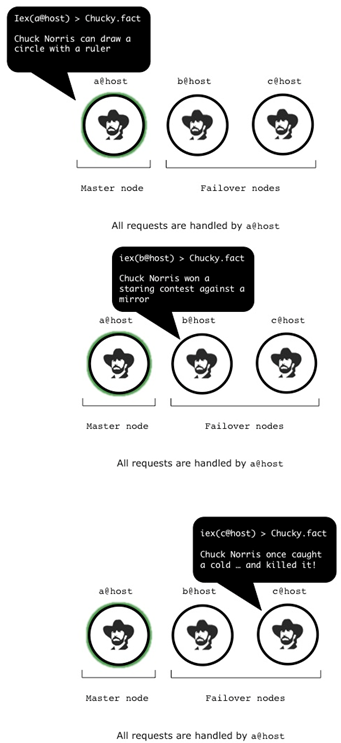 Iex(a@host) > Chucky.fact
Chuck Norris can draw a
circle with a ruler
a@host b@host c@host
Master node Failover nodes
All requests are handled by a@host
iex(b@host) > Chucky.fact
Chuck Norris won a
staring contest against a
mirror
a@host b@host c@host
Master node Failover nodes
All requests are handled by a@host
iex(c@host) > Chucky.fact
Chuck Norris once caught
a cold … and killed it!
a@host b@host c@host
Master node Failover nodes
All requests are handled by a@host